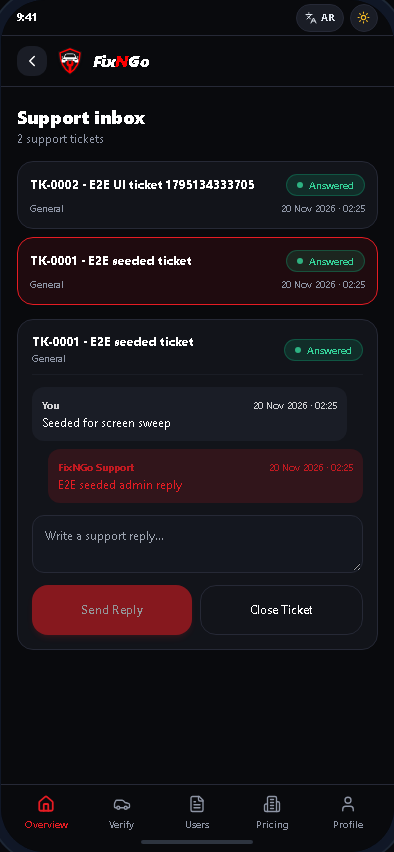 9:41
AR
FixNGo
Support inbox
2 support tickets
TK-0002 - E2E UI ticket 1795134333705
Answered
General
20 Nov 2026 · 02:25
TK-0001 - E2E seeded ticket
Answered
General
20 Nov 2026 · 02:25
TK-0001 - E2E seeded ticket
General
Answered
You
20 Nov 2026 · 02:25
Seeded for screen sweep
FixNGo Support
20 Nov 2026 · 02:25
E2E seeded admin reply
Write a support reply...
Send Reply
Close Ticket
Overview
Verify
Users
Pricing
Profile